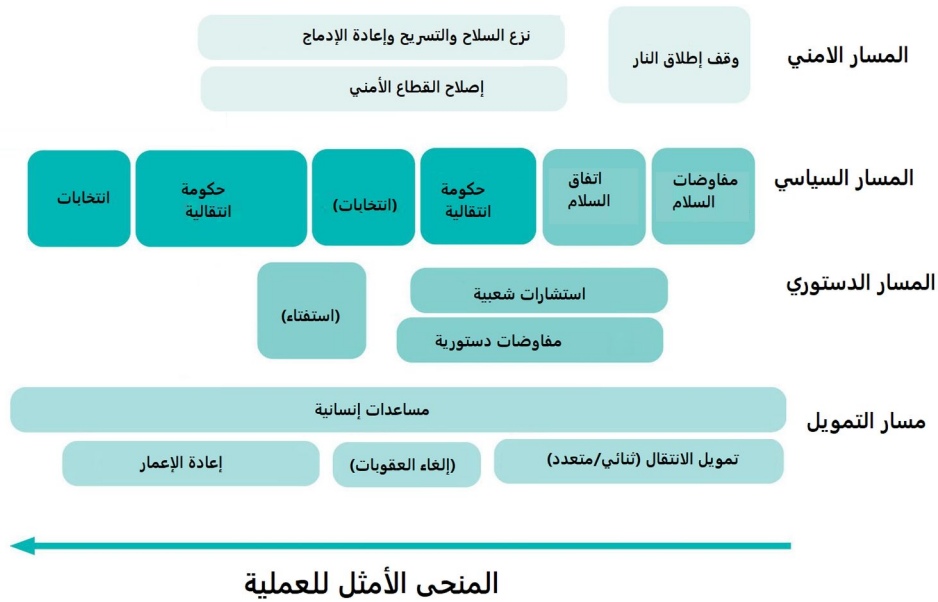 المسار الامني
وقف إطلاق النار
نزع السلاح والتسريح وإعادة الإدماج
إصلاح القطاع الأمني
المسار السياسي
مفاوضات
السلام
اتفاق
السلام
حكومة
انتقالية
(انتخابات)
حكومة
انتقالية
انتخابات
المسار الدستوري
استشارات شعبية
مفاوضات دستورية
(استفتاء)
مسار التمويل
مساعدات إنسانية
تمويل الانتقال (ثنائي/متعدد)
(إلغاء العقوبات)
إعادة الإعمار
المنحى الأمثل للعملية